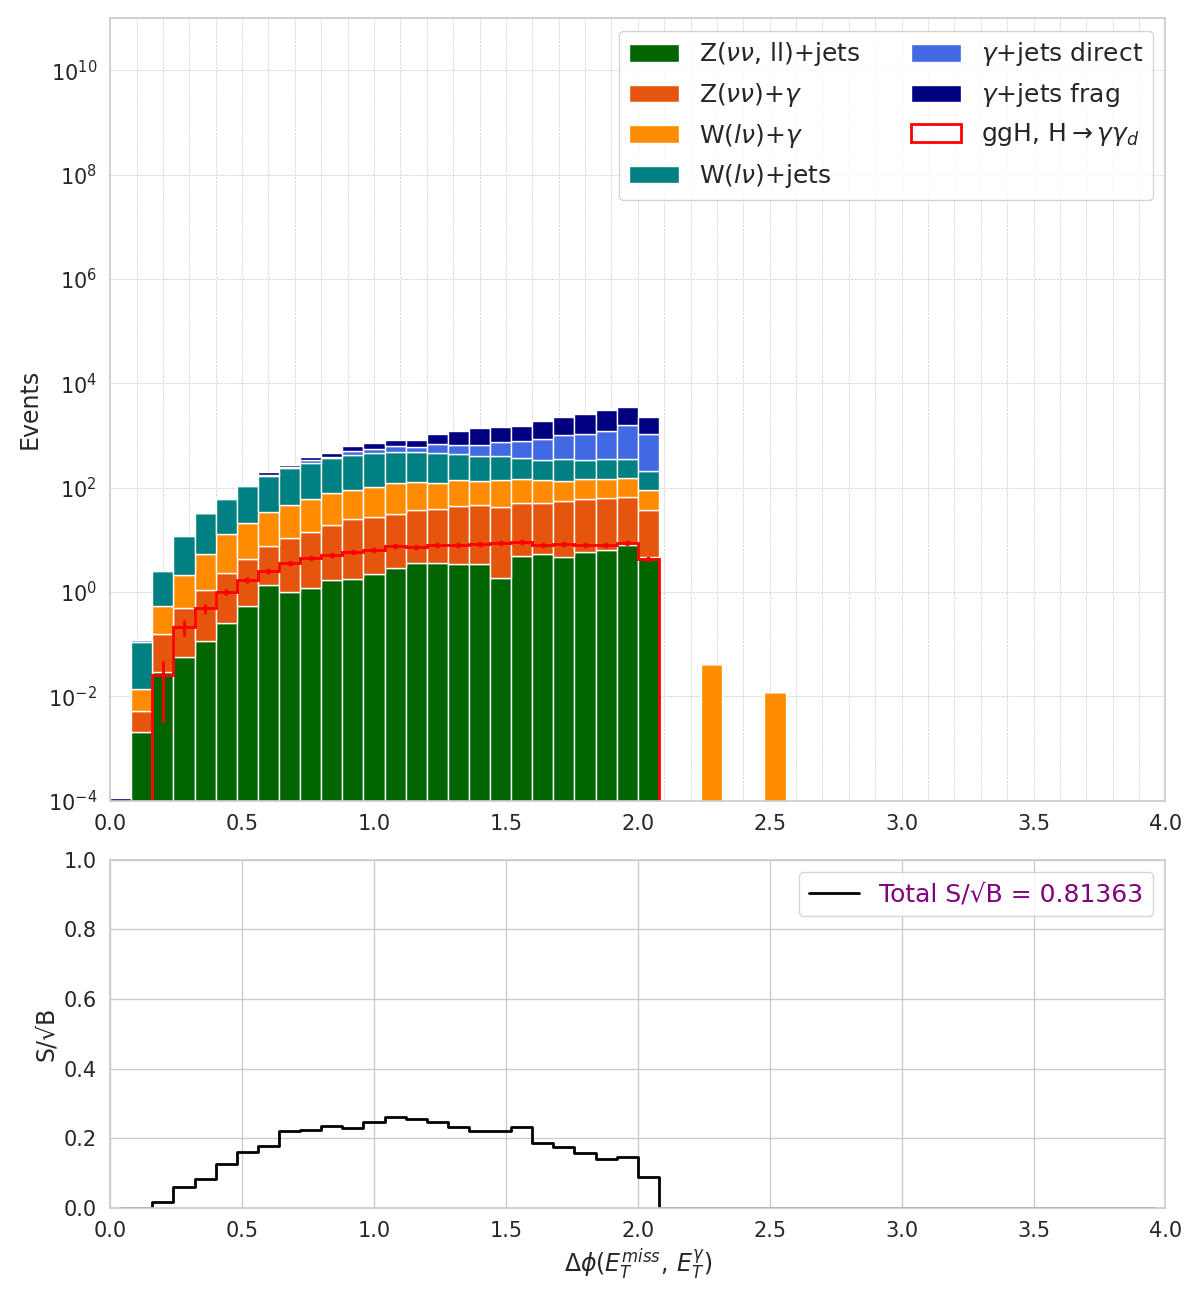 Events
10^10
10^8
10^6
10^4
10^2
10^0
10^−2
10^−4
Z(νν, ll)+jets
Z(νν)+γ
W(lν)+γ
W(lν)+jets
γ+jets direct
γ+jets frag
ggH, H→γγ_d
0.0 0.5 1.0 1.5 2.0 2.5 3.0 3.5 4.0
S/√B
1.0
0.8
0.6
0.4
0.2
0.0
Total S/√B = 0.81363
0.0 0.5 1.0 1.5 2.0 2.5 3.0 3.5 4.0
Δϕ(E_T^miss, E_T^γ)